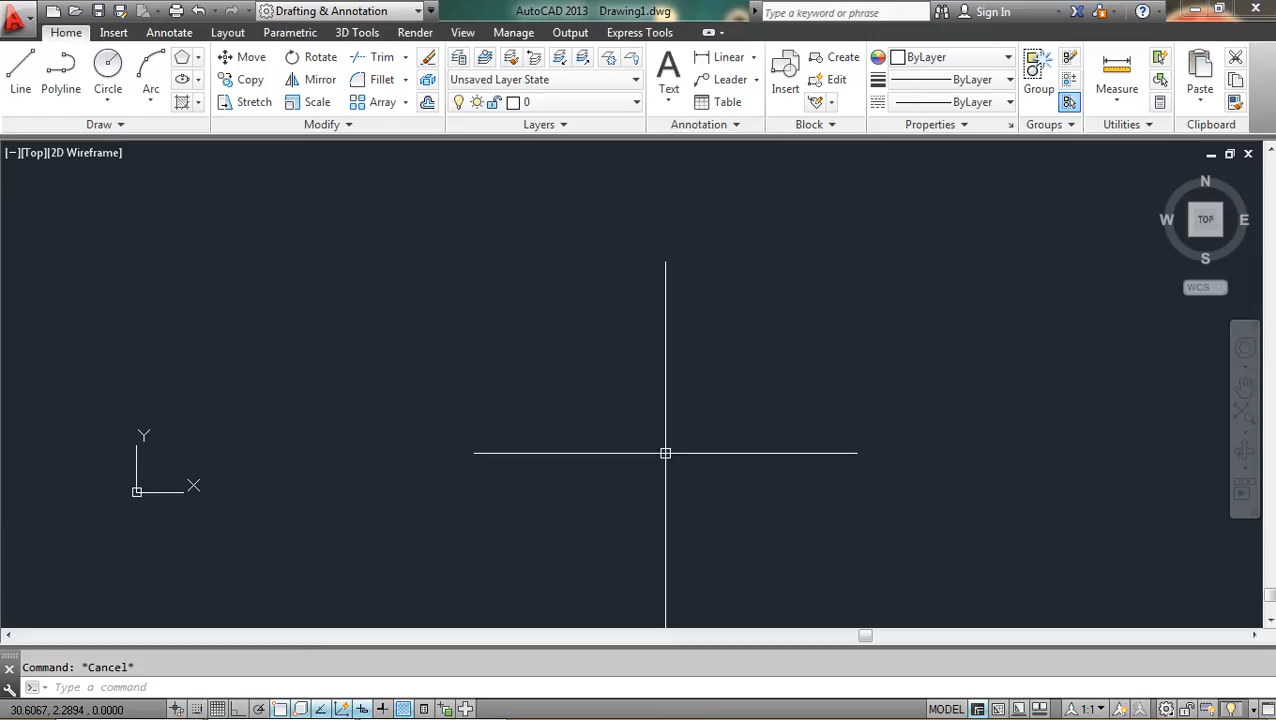 Drafting & Annotation
AutoCAD 2013 Drawing1.dwg
Type a keyword or phrase
Sign In
Home Insert Annotate Layout Parametric 3D Tools Render View Manage Output Express Tools
Line Polyline Circle Arc
Move Rotate Trim
Copy Mirror Fillet
Stretch Scale Array
Unsaved Layer State
0
Text
Linear
Leader
Table
Insert
Create
Edit
ByLayer
ByLayer
ByLayer
Group
Measure
Paste
Draw Modify Layers Annotation Block Properties Groups Utilities Clipboard
[−][Top][2D Wireframe]
N
W TOP E
S
WCS
Y
X
Command: *Cancel*
Type a command
30.6067, 2.2894 , 0.0000
MODEL
1:1